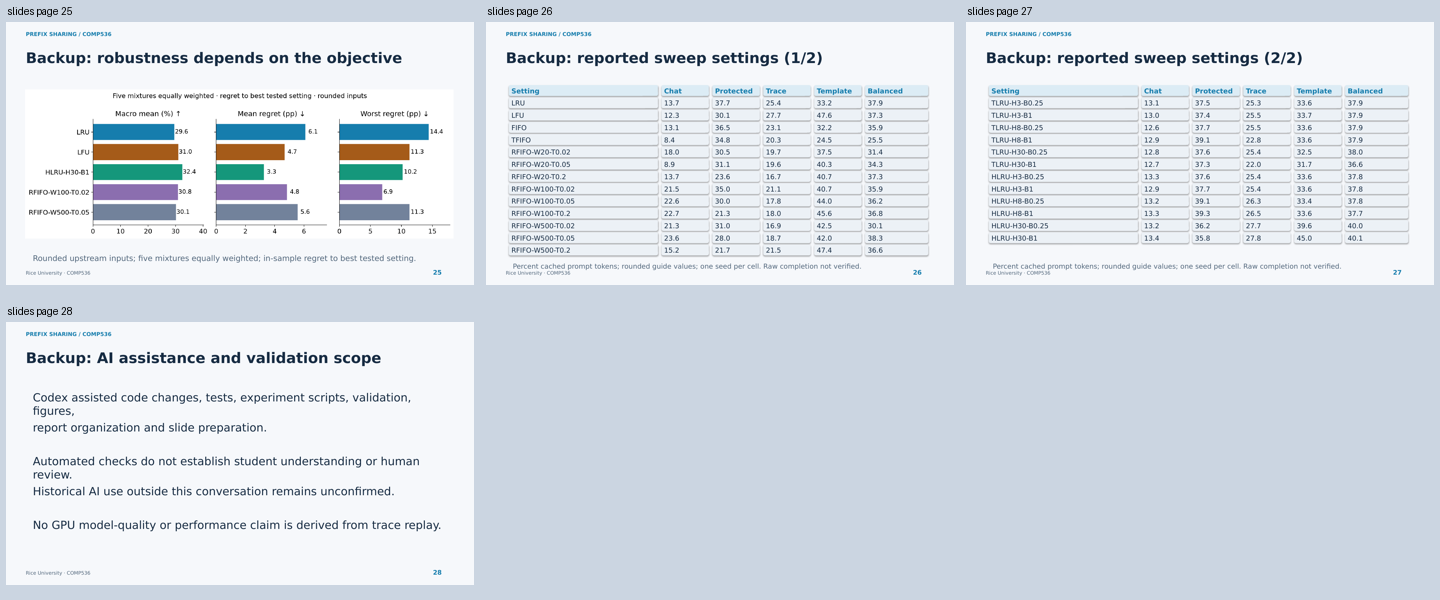 slides page 25
PREFIX SHARING / COMP536
Backup: robustness depends on the objective
Five mixtures equally weighted · regret to best tested setting · rounded inputs
Macro mean (%) ↑ Mean regret (pp) ↓ Worst regret (pp) ↓
LRU 29.6 6.1 14.4
LFU 31.0 4.7 11.3
HLRU-H30-B1 32.4 3.3 10.2
RFIFO-W100-T0.02 30.8 4.8 6.9
RFIFO-W500-T0.05 30.1 5.6 11.3
0 10 20 30 40 0 2 4 6 0 5 10 15
Rounded upstream inputs; five mixtures equally weighted; in-sample regret to best tested setting.
Rice University · COMP536 25
slides page 26
PREFIX SHARING / COMP536
Backup: reported sweep settings (1/2)
Setting Chat Protected Trace Template Balanced
LRU 13.7 37.7 25.4 33.2 37.9
LFU 12.3 30.1 27.7 47.6 37.3
FIFO 13.1 36.5 23.1 32.2 35.9
TFIFO 8.4 34.8 20.3 24.5 25.5
RFIFO-W20-T0.02 18.0 30.5 19.7 37.5 31.4
RFIFO-W20-T0.05 8.9 31.1 19.6 40.3 34.3
RFIFO-W20-T0.2 13.7 23.6 16.7 40.7 37.3
RFIFO-W100-T0.02 21.5 35.0 21.1 40.7 35.9
RFIFO-W100-T0.05 22.6 30.0 17.8 44.0 36.2
RFIFO-W100-T0.2 22.7 21.3 18.0 45.6 36.8
RFIFO-W500-T0.02 21.3 31.0 16.9 42.5 30.1
RFIFO-W500-T0.05 23.6 28.0 18.7 42.0 38.3
RFIFO-W500-T0.2 15.2 21.7 21.5 47.4 36.6
Percent cached prompt tokens; rounded guide values; one seed per cell. Raw completion not verified.
Rice University · COMP536 26
slides page 27
PREFIX SHARING / COMP536
Backup: reported sweep settings (2/2)
Setting Chat Protected Trace Template Balanced
TLRU-H3-B0.25 13.1 37.5 25.3 33.6 37.9
TLRU-H3-B1 13.0 37.4 25.5 33.7 37.9
TLRU-H8-B0.25 12.6 37.7 25.5 33.6 37.9
TLRU-H8-B1 12.9 39.1 22.8 33.6 37.9
TLRU-H30-B0.25 12.8 37.6 25.4 32.5 38.0
TLRU-H30-B1 12.7 37.3 22.0 31.7 36.6
HLRU-H3-B0.25 13.3 37.6 25.4 33.6 37.8
HLRU-H3-B1 12.9 37.7 25.4 33.6 37.8
HLRU-H8-B0.25 13.2 39.1 26.3 33.4 37.8
HLRU-H8-B1 13.3 39.3 26.5 33.6 37.7
HLRU-H30-B0.25 13.2 36.2 27.7 39.6 40.0
HLRU-H30-B1 13.4 35.8 27.8 45.0 40.1
Percent cached prompt tokens; rounded guide values; one seed per cell. Raw completion not verified.
Rice University · COMP536 27
slides page 28
PREFIX SHARING / COMP536
Backup: AI assistance and validation scope
Codex assisted code changes, tests, experiment scripts, validation,
figures,
report organization and slide preparation.
Automated checks do not establish student understanding or human
review.
Historical AI use outside this conversation remains unconfirmed.
No GPU model-quality or performance claim is derived from trace replay.
Rice University · COMP536 28